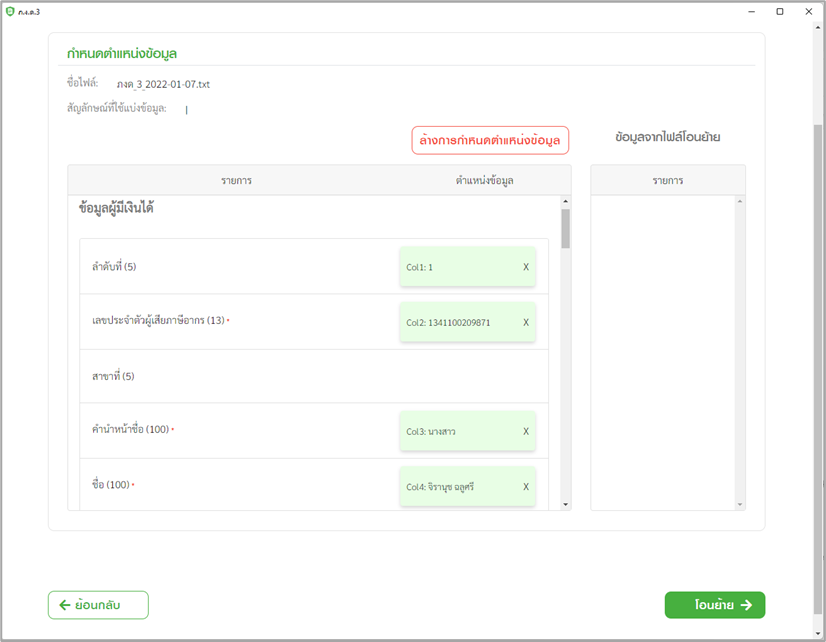 ภ.ง.ด.3
กำหนดตำแหน่งข้อมูล
ชื่อไฟล์: ภงด_3_2022-01-07.txt
สัญลักษณ์ที่ใช้แบ่งข้อมูล: |
ล้างการกำหนดตำแหน่งข้อมูล
ข้อมูลจากไฟล์โอนย้าย
รายการ ตำแหน่งข้อมูล
รายการ
ข้อมูลผู้มีเงินได้
ลำดับที่ (5) Col1: 1 X
เลขประจำตัวผู้เสียภาษีอากร (13) * Col2: 1341100209871 X
สาขาที่ (5)
คำนำหน้าชื่อ (100) * Col3: นางสาว X
ชื่อ (100) * Col4: จิรานุช ฉลูศรี X
ย้อนกลับ
โอนย้าย